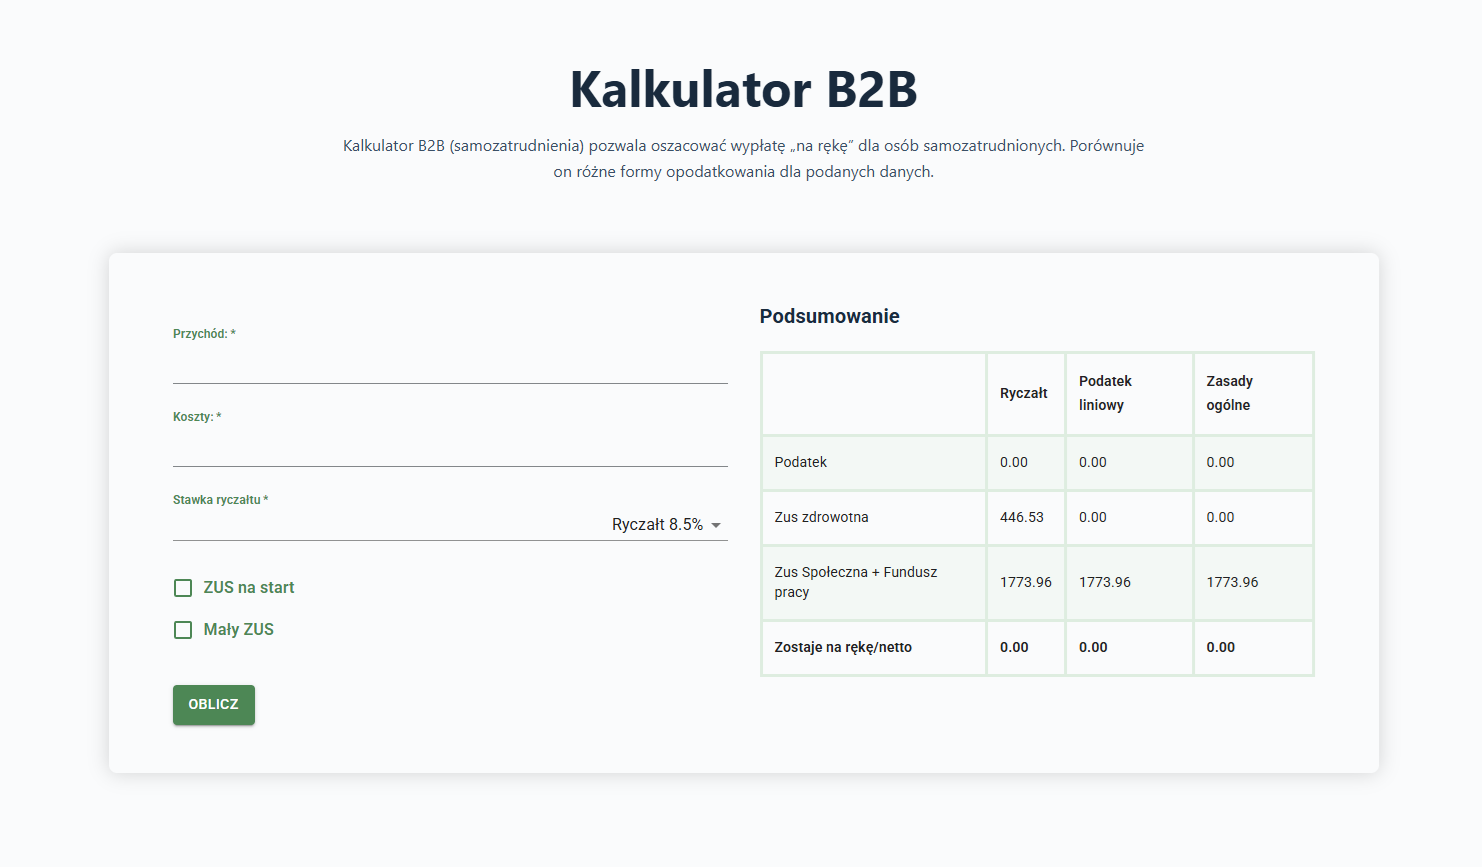 Kalkulator B2B
Kalkulator B2B (samozatrudnienia) pozwala oszacować wypłatę „na rękę” dla osób samozatrudnionych. Porównuje
on różne formy opodatkowania dla podanych danych.
Przychód: *
Koszty: *
Stawka ryczałtu *
Ryczałt 8.5%
ZUS na start
Mały ZUS
OBLICZ
Podsumowanie
Ryczałt
Podatek
liniowy
Zasady
ogólne
Podatek 0.00 0.00 0.00
Zus zdrowotna 446.53 0.00 0.00
Zus Społeczna + Fundusz
pracy
1773.96 1773.96 1773.96
Zostaje na rękę/netto 0.00 0.00 0.00